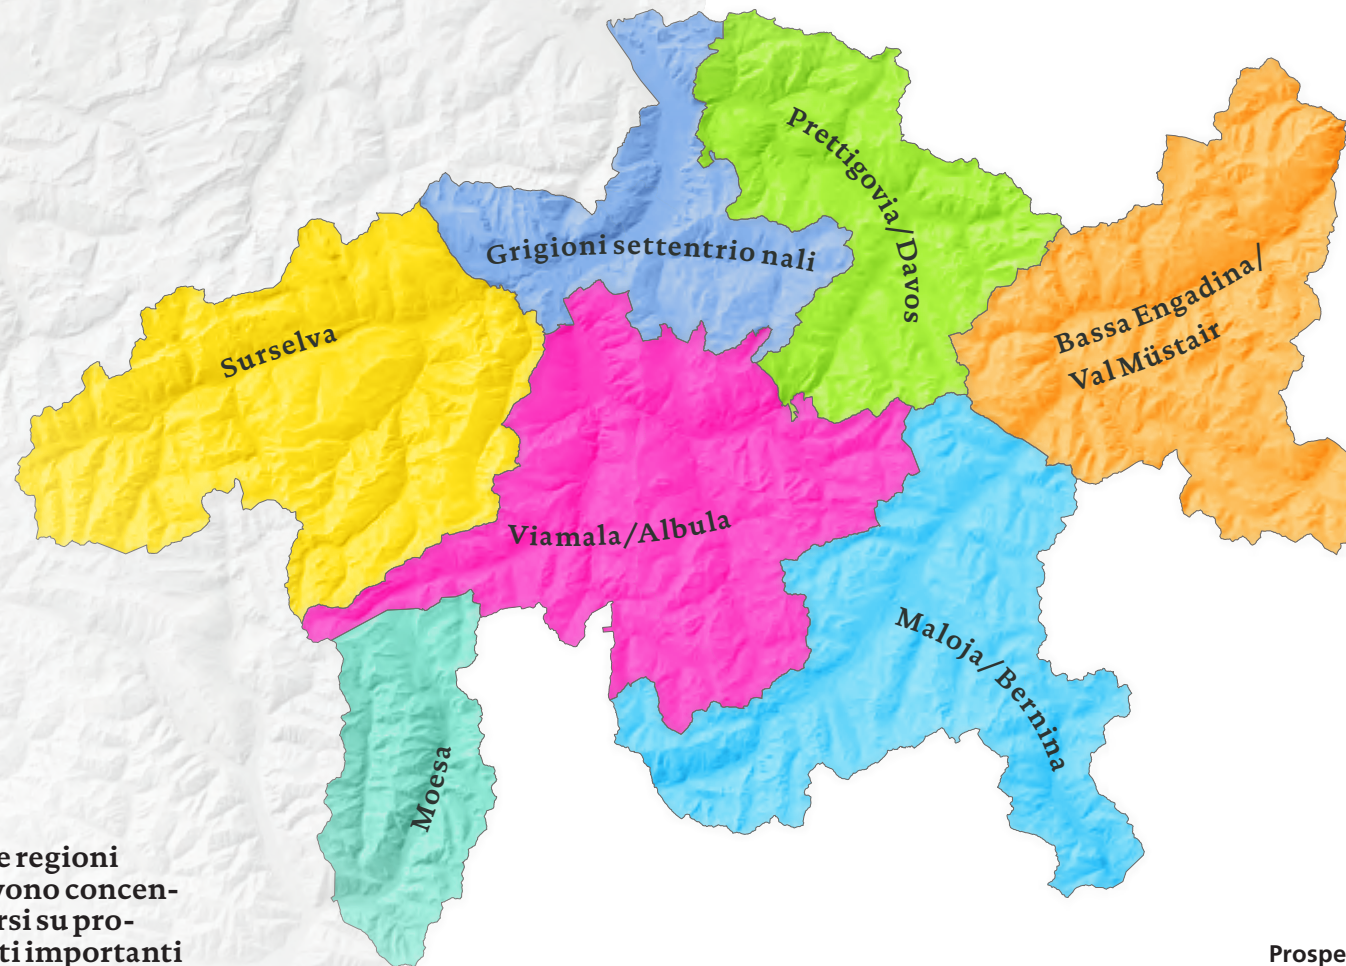 Prettigovia/Davos
Grigioni settentrio nali
Bassa Engadina/
Val Müstair
Surselva
Viamala/Albula
Maloja/Bernina
Moesa
e regioni
vono concen-
rsi su pro-
ti importanti
Prospe